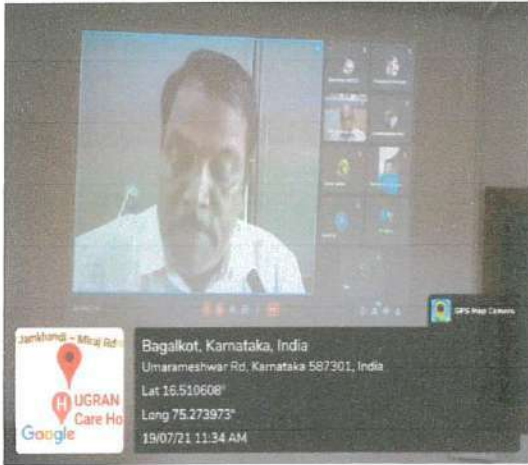 GPS Map Camera
Jamkhandi - Miraj Rd
H UGRAN
Care Ho
Google
Bagalkot, Karnataka, India
Umarameshwar Rd, Karnataka 587301, India
Lat 16.510608°
Long 75.273973°
19/07/21 11:34 AM